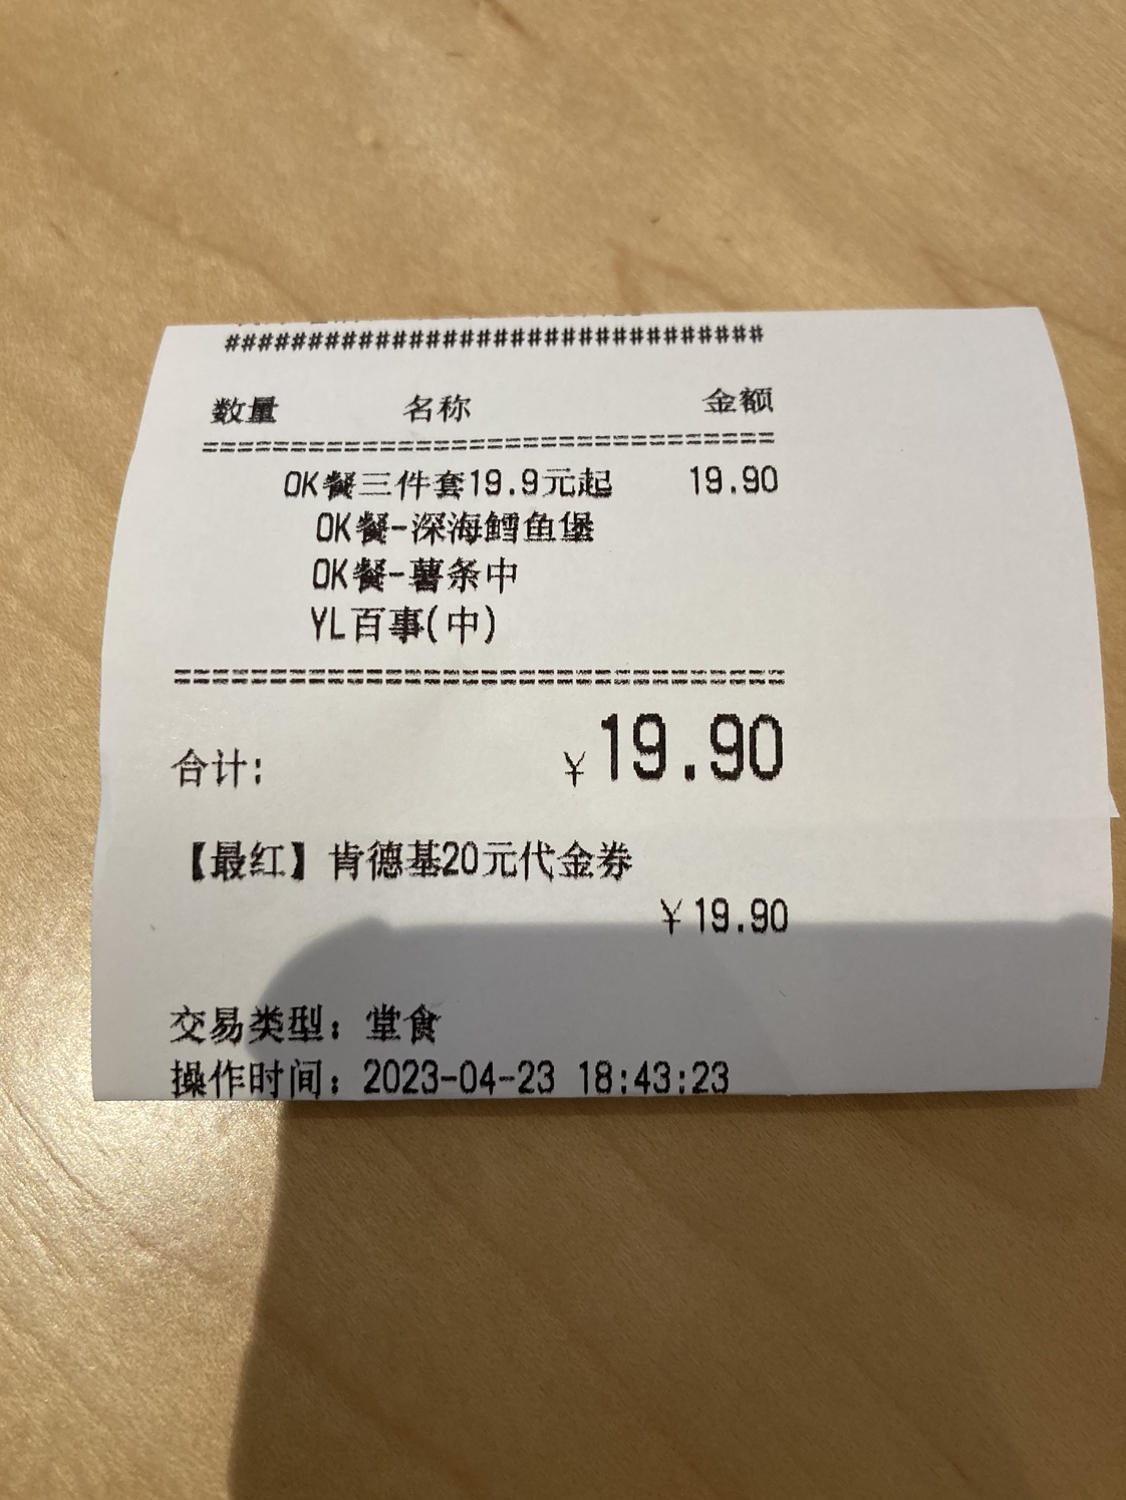 ################################
数量 名称 金额
================================
OK餐三件套19.9元起 19.90
OK餐-深海鳕鱼堡
OK餐-薯条中
YL百事(中)
================================
合计: ¥19.90
【最红】肯德基20元代金券
¥19.90
交易类型：堂食
操作时间：2023-04-23 18:43:23